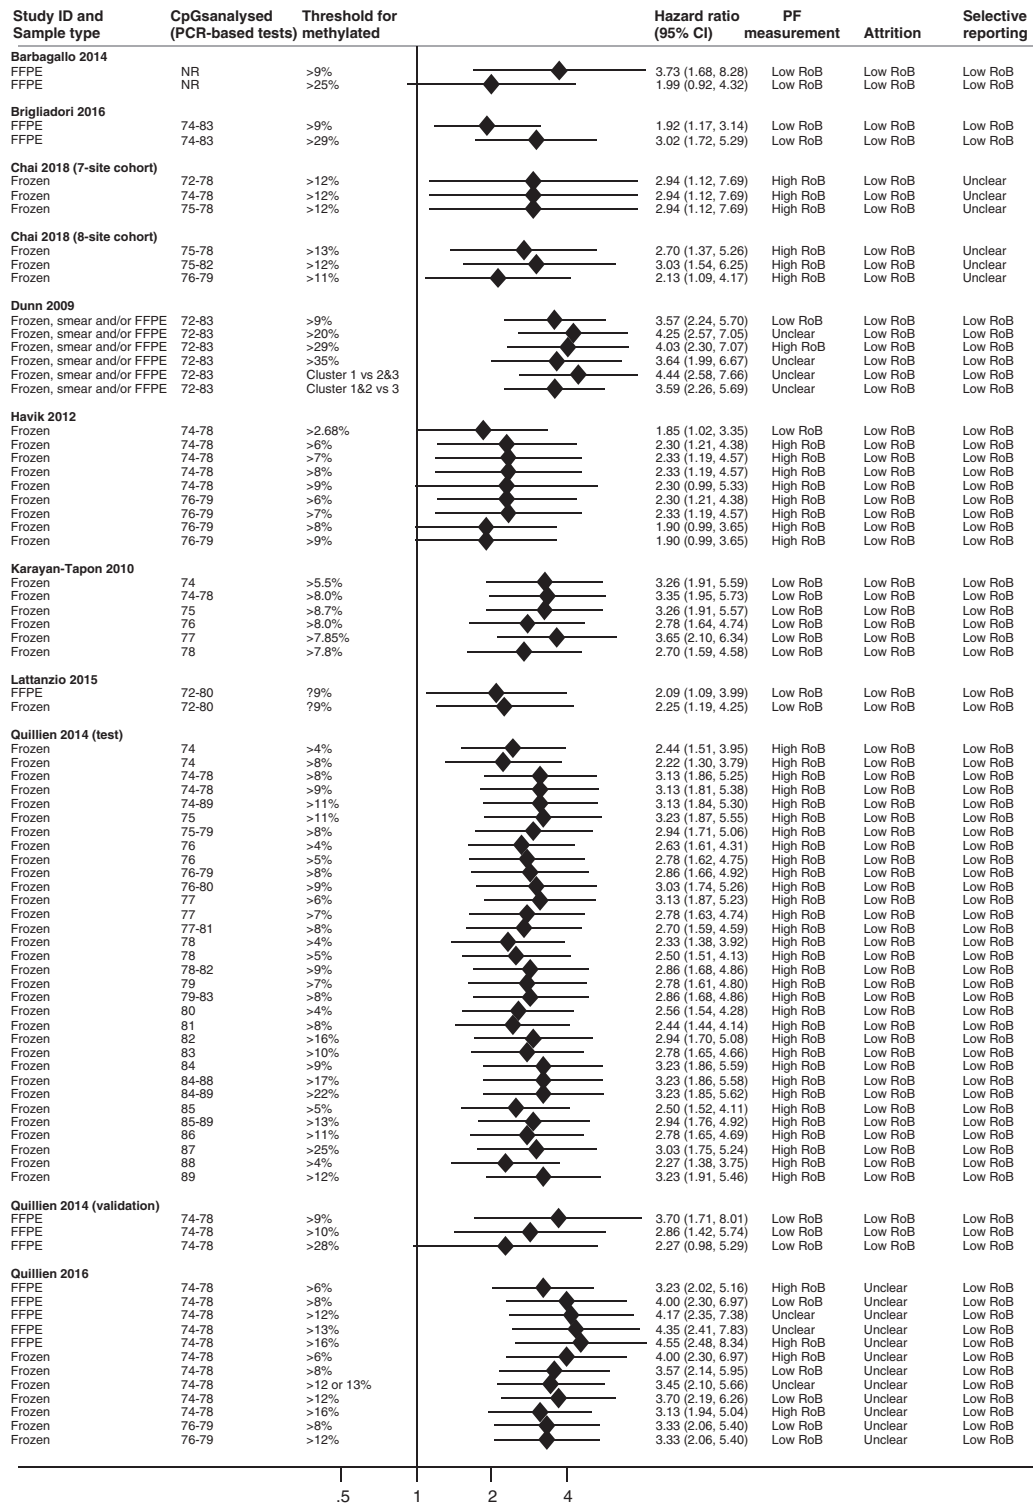 Study ID and Sample type CpGsanalysed (PCR-based tests) Threshold for methylated Hazard ratio (95% CI) PF measurement Attrition Selective reporting
Barbagallo 2014
FFPE NR >9% 3.73 (1.68, 8.28) Low RoB Low RoB Low RoB
FFPE NR >25% 1.99 (0.92, 4.32) Low RoB Low RoB Low RoB
Brigliadori 2016
FFPE 74-83 >9% 1.92 (1.17, 3.14) Low RoB Low RoB Low RoB
FFPE 74-83 >29% 3.02 (1.72, 5.29) Low RoB Low RoB Low RoB
Chai 2018 (7-site cohort)
Frozen 72-78 >12% 2.94 (1.12, 7.69) High RoB Low RoB Unclear
Frozen 74-78 >12% 2.94 (1.12, 7.69) High RoB Low RoB Unclear
Frozen 75-78 >12% 2.94 (1.12, 7.69) High RoB Low RoB Unclear
Chai 2018 (8-site cohort)
Frozen 75-78 >13% 2.70 (1.37, 5.26) High RoB Low RoB Unclear
Frozen 75-82 >12% 3.03 (1.54, 6.25) High RoB Low RoB Unclear
Frozen 76-79 >11% 2.13 (1.09, 4.17) High RoB Low RoB Unclear
Dunn 2009
Frozen, smear and/or FFPE 72-83 >9% 3.57 (2.24, 5.70) Low RoB Low RoB Low RoB
Frozen, smear and/or FFPE 72-83 >20% 4.25 (2.57, 7.05) Unclear Low RoB Low RoB
Frozen, smear and/or FFPE 72-83 >29% 4.03 (2.30, 7.07) High RoB Low RoB Low RoB
Frozen, smear and/or FFPE 72-83 >35% 3.64 (1.99, 6.67) Unclear Low RoB Low RoB
Frozen, smear and/or FFPE 72-83 Cluster 1 vs 2&3 4.44 (2.58, 7.66) Unclear Low RoB Low RoB
Frozen, smear and/or FFPE 72-83 Cluster 1&2 vs 3 3.59 (2.26, 5.69) Unclear Low RoB Low RoB
Havik 2012
Frozen 74-78 >2.68% 1.85 (1.02, 3.35) Low RoB Low RoB Low RoB
Frozen 74-78 >6% 2.30 (1.21, 4.38) High RoB Low RoB Low RoB
Frozen 74-78 >7% 2.33 (1.19, 4.57) High RoB Low RoB Low RoB
Frozen 74-78 >8% 2.33 (1.19, 4.57) High RoB Low RoB Low RoB
Frozen 74-78 >9% 2.30 (0.99, 5.33) High RoB Low RoB Low RoB
Frozen 76-79 >6% 2.30 (1.21, 4.38) High RoB Low RoB Low RoB
Frozen 76-79 >7% 2.33 (1.19, 4.57) High RoB Low RoB Low RoB
Frozen 76-79 >8% 1.90 (0.99, 3.65) High RoB Low RoB Low RoB
Frozen 76-79 >9% 1.90 (0.99, 3.65) High RoB Low RoB Low RoB
Karayan-Tapon 2010
Frozen 74 >5.5% 3.26 (1.91, 5.59) Low RoB Low RoB Low RoB
Frozen 74-78 >8.0% 3.35 (1.95, 5.73) Low RoB Low RoB Low RoB
Frozen 75 >8.7% 3.26 (1.91, 5.57) Low RoB Low RoB Low RoB
Frozen 76 >8.0% 2.78 (1.64, 4.74) Low RoB Low RoB Low RoB
Frozen 77 >7.85% 3.65 (2.10, 6.34) Low RoB Low RoB Low RoB
Frozen 78 >7.8% 2.70 (1.59, 4.58) Low RoB Low RoB Low RoB
Lattanzio 2015
FFPE 72-80 ?9% 2.09 (1.09, 3.99) Low RoB Low RoB Low RoB
Frozen 72-80 ?9% 2.25 (1.19, 4.25) Low RoB Low RoB Low RoB
Quillien 2014 (test)
Frozen 74 >4% 2.44 (1.51, 3.95) High RoB Low RoB Low RoB
Frozen 74 >8% 2.22 (1.30, 3.79) High RoB Low RoB Low RoB
Frozen 74-78 >8% 3.13 (1.86, 5.25) High RoB Low RoB Low RoB
Frozen 74-78 >9% 3.13 (1.81, 5.38) High RoB Low RoB Low RoB
Frozen 74-89 >11% 3.13 (1.84, 5.30) High RoB Low RoB Low RoB
Frozen 75 >11% 3.23 (1.87, 5.55) High RoB Low RoB Low RoB
Frozen 75-79 >8% 2.94 (1.71, 5.06) High RoB Low RoB Low RoB
Frozen 76 >4% 2.63 (1.61, 4.31) High RoB Low RoB Low RoB
Frozen 76 >5% 2.78 (1.62, 4.75) High RoB Low RoB Low RoB
Frozen 76-79 >8% 2.86 (1.66, 4.92) High RoB Low RoB Low RoB
Frozen 76-80 >9% 3.03 (1.74, 5.26) High RoB Low RoB Low RoB
Frozen 77 >6% 3.13 (1.87, 5.23) High RoB Low RoB Low RoB
Frozen 77 >7% 2.78 (1.63, 4.74) High RoB Low RoB Low RoB
Frozen 77-81 >8% 2.70 (1.59, 4.59) High RoB Low RoB Low RoB
Frozen 78 >4% 2.33 (1.38, 3.92) High RoB Low RoB Low RoB
Frozen 78 >5% 2.50 (1.51, 4.13) High RoB Low RoB Low RoB
Frozen 78-82 >9% 2.86 (1.68, 4.86) High RoB Low RoB Low RoB
Frozen 79 >7% 2.78 (1.61, 4.80) High RoB Low RoB Low RoB
Frozen 79-83 >8% 2.86 (1.68, 4.86) High RoB Low RoB Low RoB
Frozen 80 >4% 2.56 (1.54, 4.28) High RoB Low RoB Low RoB
Frozen 81 >8% 2.44 (1.44, 4.14) High RoB Low RoB Low RoB
Frozen 82 >16% 2.94 (1.70, 5.08) High RoB Low RoB Low RoB
Frozen 83 >10% 2.78 (1.65, 4.66) High RoB Low RoB Low RoB
Frozen 84 >9% 3.23 (1.86, 5.59) High RoB Low RoB Low RoB
Frozen 84-88 >17% 3.23 (1.86, 5.58) High RoB Low RoB Low RoB
Frozen 84-89 >22% 3.23 (1.85, 5.62) High RoB Low RoB Low RoB
Frozen 85 >5% 2.50 (1.52, 4.11) High RoB Low RoB Low RoB
Frozen 85-89 >13% 2.94 (1.76, 4.92) High RoB Low RoB Low RoB
Frozen 86 >11% 2.78 (1.65, 4.69) High RoB Low RoB Low RoB
Frozen 87 >25% 3.03 (1.75, 5.24) High RoB Low RoB Low RoB
Frozen 88 >4% 2.27 (1.38, 3.75) High RoB Low RoB Low RoB
Frozen 89 >12% 3.23 (1.91, 5.46) High RoB Low RoB Low RoB
Quillien 2014 (validation)
FFPE 74-78 >9% 3.70 (1.71, 8.01) Low RoB Low RoB Low RoB
FFPE 74-78 >10% 2.86 (1.42, 5.74) Low RoB Low RoB Low RoB
FFPE 74-78 >28% 2.27 (0.98, 5.29) Low RoB Low RoB Low RoB
Quillien 2016
FFPE 74-78 >6% 3.23 (2.02, 5.16) High RoB Unclear Low RoB
FFPE 74-78 >8% 4.00 (2.30, 6.97) Low RoB Unclear Low RoB
FFPE 74-78 >12% 4.17 (2.35, 7.38) Unclear Unclear Low RoB
FFPE 74-78 >13% 4.35 (2.41, 7.83) Unclear Unclear Low RoB
FFPE 74-78 >16% 4.55 (2.48, 8.34) High RoB Unclear Low RoB
Frozen 74-78 >6% 4.00 (2.30, 6.97) High RoB Unclear Low RoB
Frozen 74-78 >8% 3.57 (2.14, 5.95) Low RoB Unclear Low RoB
Frozen 74-78 >12 or 13% 3.45 (2.10, 5.66) Unclear Unclear Low RoB
Frozen 74-78 >12% 3.70 (2.19, 6.26) Low RoB Unclear Low RoB
Frozen 74-78 >16% 3.13 (1.94, 5.04) High RoB Unclear Low RoB
Frozen 76-79 >8% 3.33 (2.06, 5.40) Low RoB Unclear Low RoB
Frozen 76-79 >12% 3.33 (2.06, 5.40) Low RoB Unclear Low RoB
.5 1 2 4